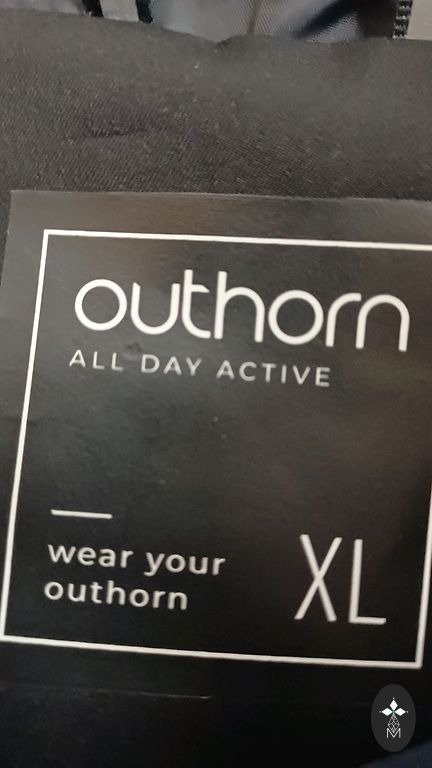 outhorn
ALL DAY ACTIVE
wear your
outhorn
XL
M